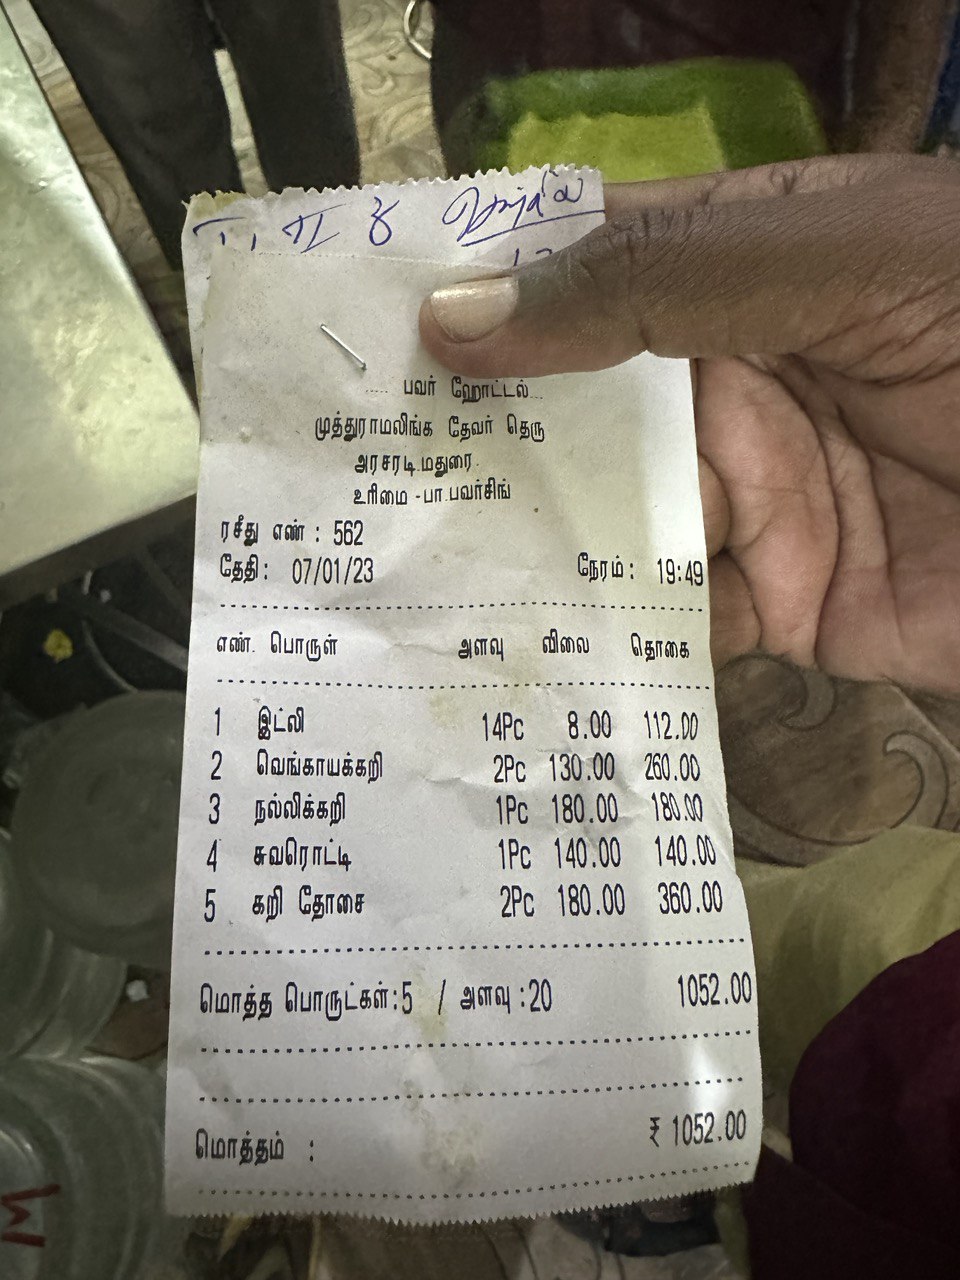 ..... பவர் ஹோட்டல்...
முத்துராமலிங்க தேவர் தெரு
அரசரடி.மதுரை.
உரிமை -பா.பவர்சிங்
ரசீது எண் : 562
தேதி : 07/01/23 நேரம் : 19:49
எண். பொருள் அளவு விலை தொகை
1 இட்லி 14Pc 8.00 112.00
2 வெங்காயக்கறி 2Pc 130.00 260.00
3 நல்லிக்கறி 1Pc 180.00 180.00
4 சுவரொட்டி 1Pc 140.00 140.00
5 கறி தோசை 2Pc 180.00 360.00
மொத்த பொருட்கள்:5 / அளவு :20 1052.00
மொத்தம் : ₹ 1052.00
M